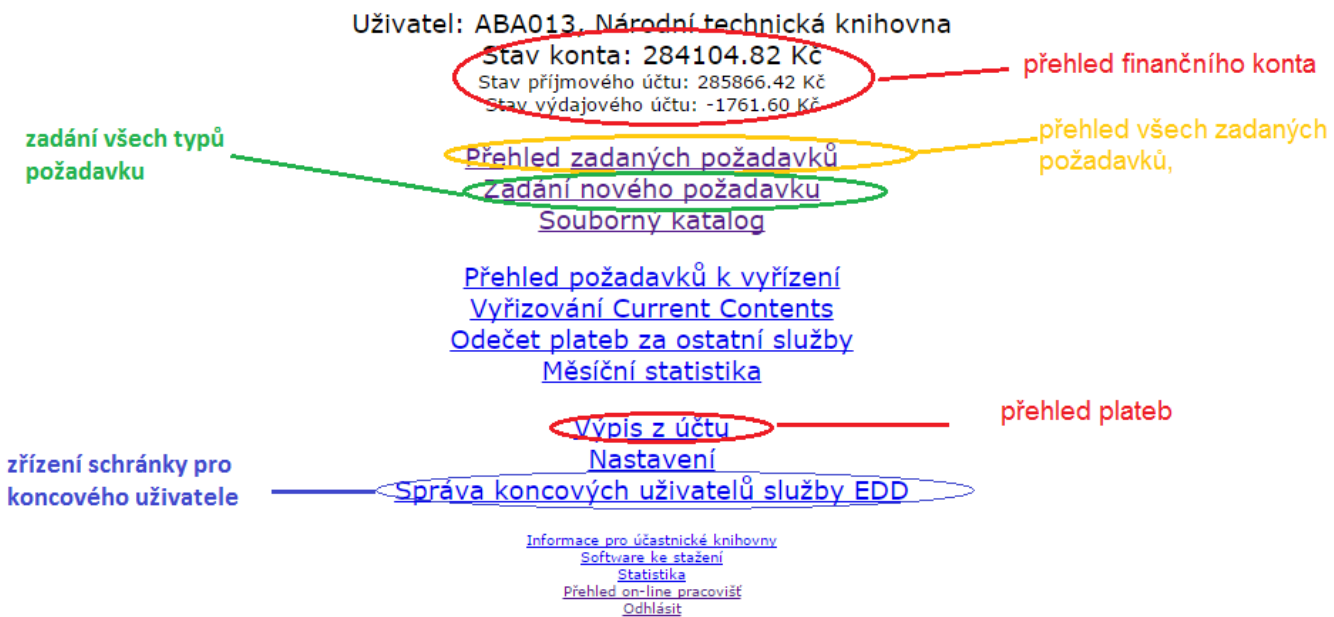 Uživatel: ABA013, Národní technická knihovna
Stav konta: 284104.82 Kč
Stav příjmového účtu: 285866.42 Kč
Stav výdajového účtu: -1761.60 Kč
přehled finančního konta
zadání všech typů
požadavku
přehled všech zadaných
požadavků,
Přehled zadaných požadavků
Zadání nového požadavku
Souborný katalog
Přehled požadavků k vyřízení
Vyřizování Current Contents
Odečet plateb za ostatní služby
Měsíční statistika
přehled plateb
Výpis z účtu
Nastavení
zřízení schránky pro
koncového uživatele
Správa koncových uživatelů služby EDD
Informace pro účastnické knihovny
Software ke stažení
Statistika
Přehled on-line pracovišť
Odhlásit